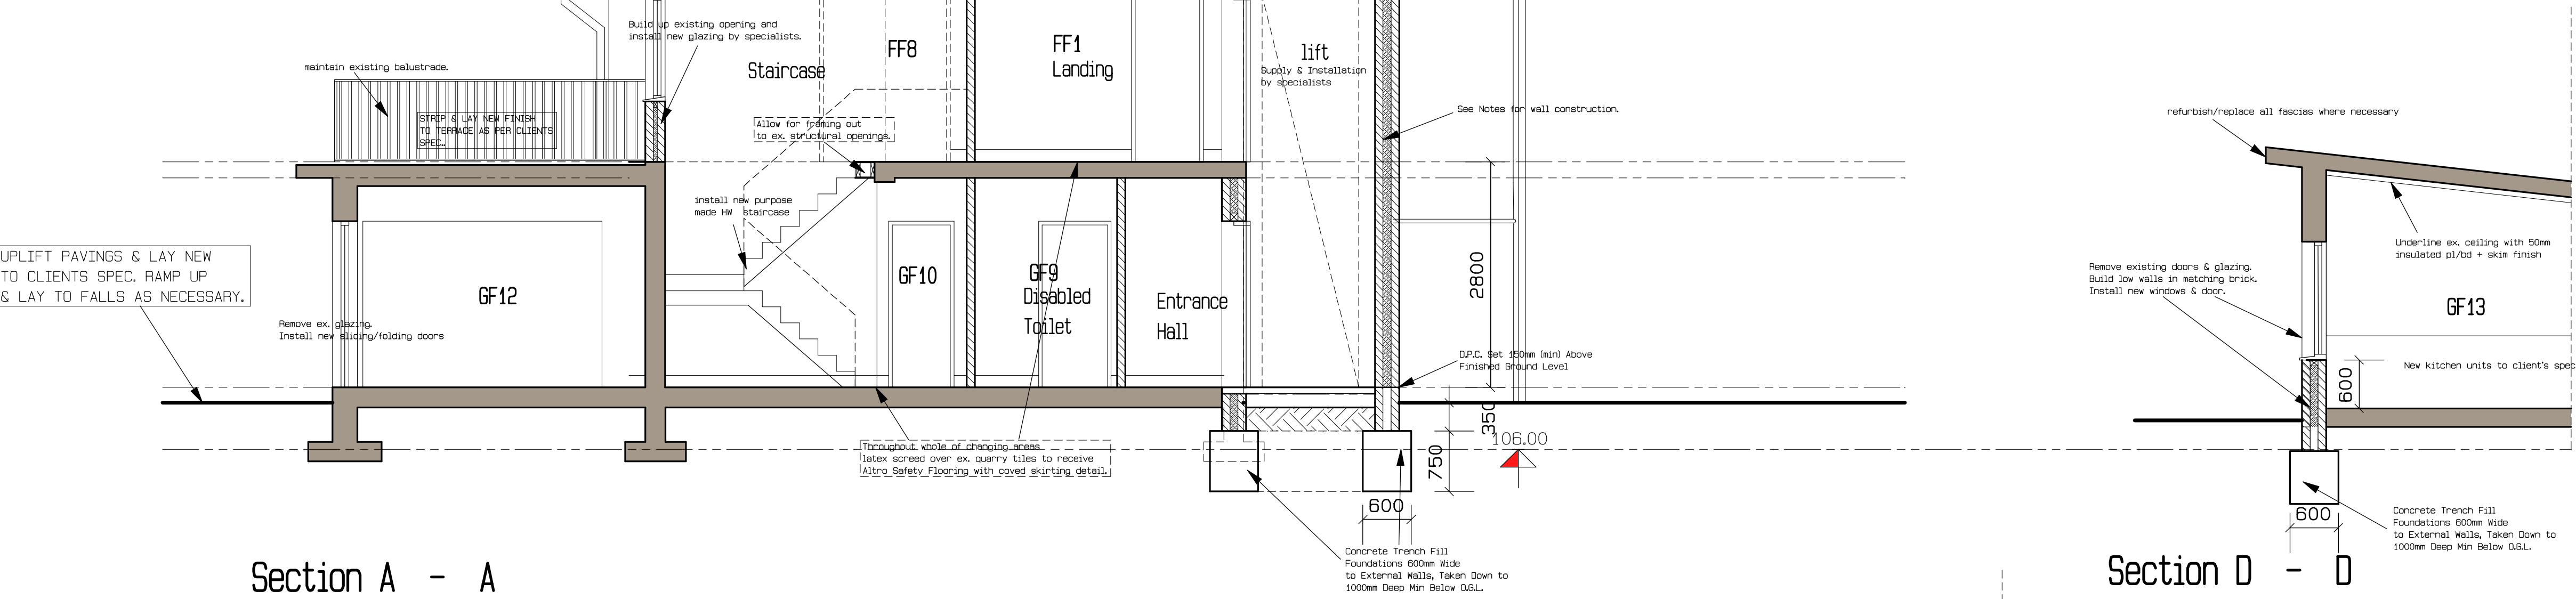 Build up existing opening and
install new glazing by specialists.
maintain existing balustrade.
STRIP & LAY NEW FINISH
TO TERRACE AS PER CLIENTS
SPEC..
Staircase
FF8
FF1
Landing
lift
Supply & Installation
by specialists
Allow for framing out
to ex. structural openings.
See Notes for wall construction.
install new purpose
made HW staircase
UPLIFT PAVINGS & LAY NEW
TO CLIENTS SPEC. RAMP UP
& LAY TO FALLS AS NECESSARY.
GF12
Remove ex. glazing.
Install new sliding/folding doors
GF10
GF9
Disabled
Toilet
Entrance
Hall
2800
D.P.C. Set 150mm (min) Above
Finished Ground Level
350
750
106.00
600
Throughout whole of changing areas
latex screed over ex. quarry tiles to receive
Altro Safety Flooring with coved skirting detail.
Concrete Trench Fill
Foundations 600mm Wide
to External Walls, Taken Down to
1000mm Deep Min Below O.G.L.
Section A - A
refurbish/replace all fascias where necessary
Underline ex. ceiling with 50mm
insulated pl/bd + skim finish
Remove existing doors & glazing.
Build low walls in matching brick.
Install new windows & door.
GF13
600
New kitchen units to client's spec
600
Concrete Trench Fill
Foundations 600mm Wide
to External Walls, Taken Down to
1000mm Deep Min Below O.G.L.
Section D - D